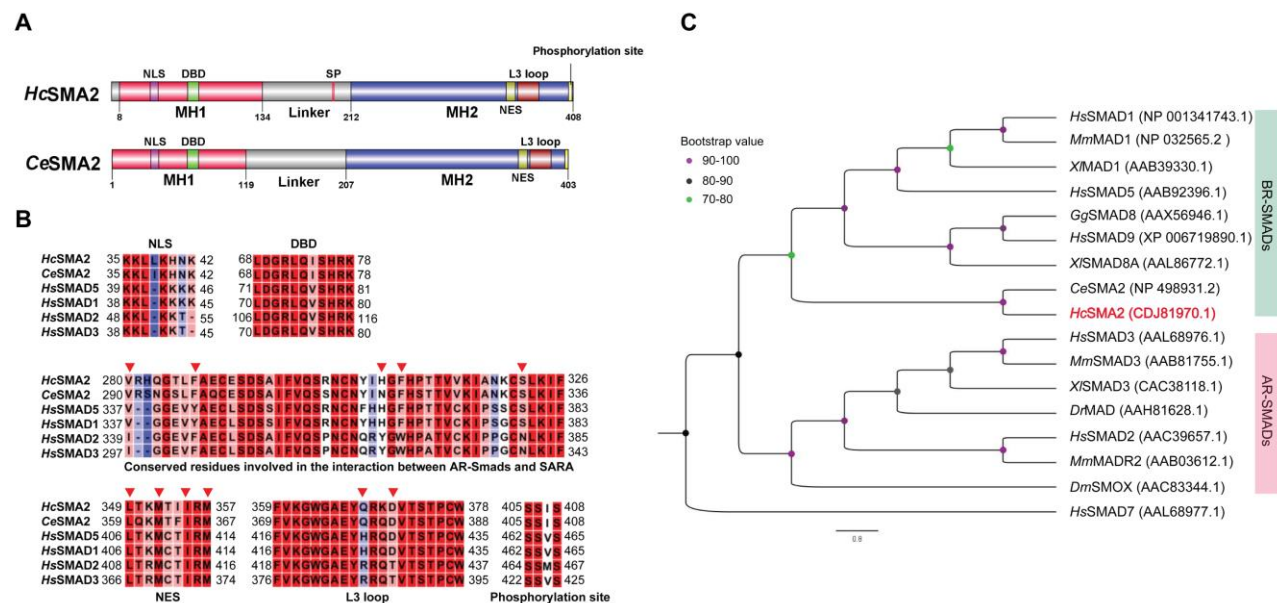 A
Phosphorylation site
NLS DBD SP L3 loop
HcSMA2
MH1 Linker MH2 NES
8 134 212 408
NLS DBD L3 loop
CeSMA2
MH1 Linker MH2 NES
1 119 207 403
B
NLS DBD
HcSMA2 35 KKLLKHNK 42 68 LDGRLQISHRK 78
CeSMA2 35 KKLIKHNK 42 68 LDGRLQISHRK 78
HsSMAD5 39 KKL-KKKK 46 71 LDGRLQVSHRK 81
HsSMAD1 38 KKL-KKKK 45 70 LDGRLQVSHRK 80
HsSMAD2 48 KKL-KKT- 55 106 LDGRLQVSHRK 116
HsSMAD3 38 KKL-KKT- 45 70 LDGRLQVSHRK 80
HcSMA2 280 VRHQGTLFAECESDSAIFVQSRNCNYIHGFHPTTVVKIANKCSLKIF 326
CeSMA2 290 VRSNGSLFAQCESDSAIFVQSSNCNYINGFHPTTVVKIANKCSLKIF 336
HsSMAD5 337 V--GGEVYAECLSDSSIFVQSRNCNFHHGFHPTTVCKIPSSCSLKIF 383
HsSMAD1 337 V--GGEVYAECLSDSSIFVQSRNCNYHHGFHPTTVCKIPSGCSLKIF 383
HsSMAD2 339 I--GGEVFAECLSDSAIFVQSPNCNQRYGWHPATVCKIPPGCNLKIF 385
HsSMAD3 297 I--GGEVFAECLSDSAIFVQSPNCNQRYGWHPATVCKIPPGCNLKIF 343
Conserved residues involved in the interaction between AR-Smads and SARA
HcSMA2 349 LTKMTIIRM 357 359 FVKGWGAEYQRKDVTSTPCW 378 405 SSIS 408
CeSMA2 359 LQKMTFIRM 367 369 FVKGWGAEYQRQDVTSTPCW 388 405 SSIS 408
HsSMAD5 406 LTKMCTIRM 414 416 FVKGWGAEYHRQDVTSTPCW 435 462 SSVS 465
HsSMAD1 406 LTKMCTIRM 414 416 FVKGWGAEYHRQDVTSTPCW 435 462 SSVS 465
HsSMAD2 408 LTRMCTIRM 416 418 FVKGWGAEYRRQTVTSTPCW 437 464 SSMS 467
HsSMAD3 366 LTRMCTIRM 374 376 FVKGWGAEYRRQTVTSTPCW 395 422 SSVS 425
NES L3 loop Phosphorylation site
C
Bootstrap value
90-100
80-90
70-80
HsSMAD1 (NP 001341743.1)
MmMAD1 (NP 032565.2 )
XlMAD1 (AAB39330.1)
HsSMAD5 (AAB92396.1)
GgSMAD8 (AAX56946.1)
HsSMAD9 (XP 006719890.1)
XlSMAD8A (AAL86772.1)
CeSMA2 (NP 498931.2)
HcSMA2 (CDJ81970.1)
HsSMAD3 (AAL68976.1)
MmSMAD3 (AAB81755.1)
XlSMAD3 (CAC38118.1)
DrMAD (AAH81628.1)
HsSMAD2 (AAC39657.1)
MmMADR2 (AAB03612.1)
DmSMOX (AAC83344.1)
HsSMAD7 (AAL68977.1)
BR-SMADs
AR-SMADs
0.8